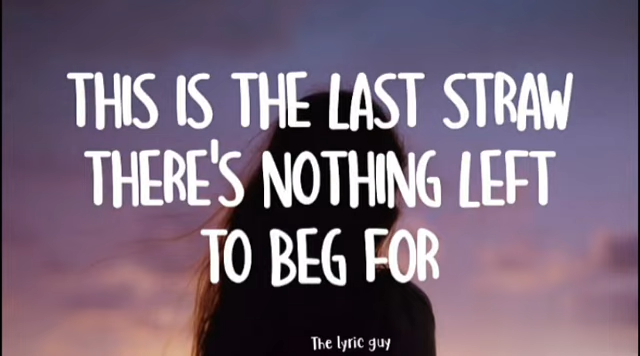 THIS IS THE LAST STRAW
THERE'S NOTHING LEFT
TO BEG FOR
The lyric guy